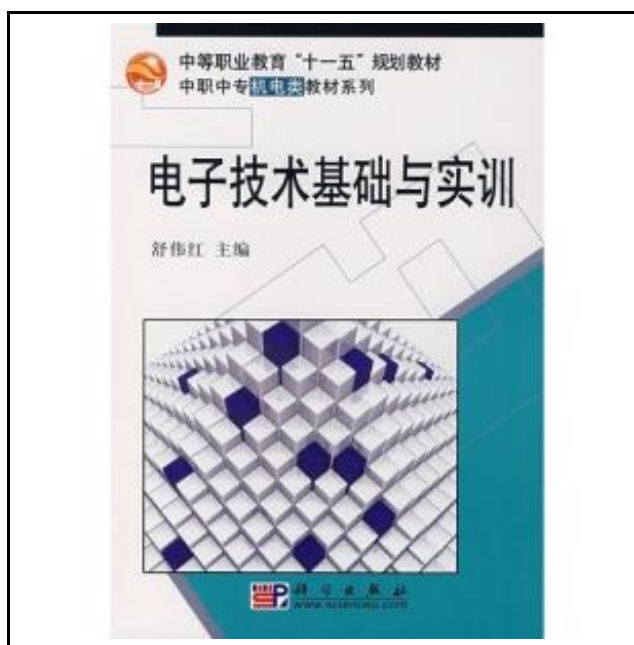 中等职业教育“十一五”规划教材
中职中专机电类教材系列
电子技术基础与实训
舒伟红 主编
科学出版社
www.sciencep.com